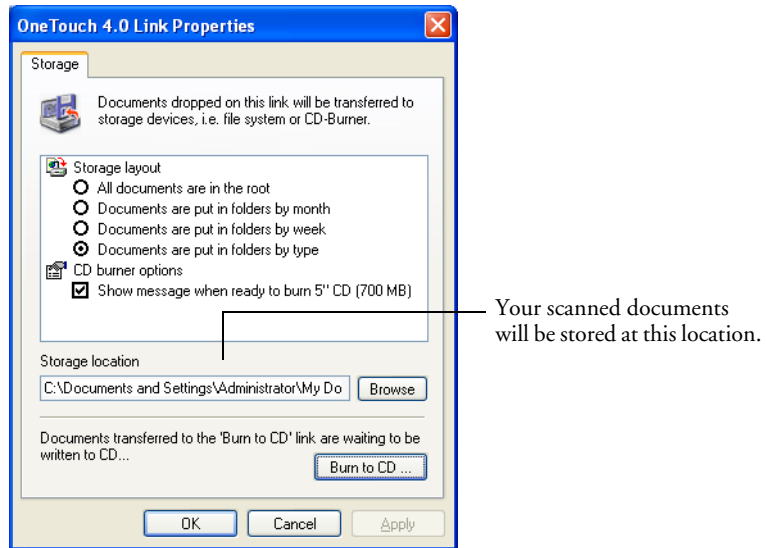 OneTouch 4.0 Link Properties
Storage
Documents dropped on this link will be transferred to
storage devices, i.e. file system or CD-Burner.
Storage layout
All documents are in the root
Documents are put in folders by month
Documents are put in folders by week
Documents are put in folders by type
CD burner options
Show message when ready to burn 5'' CD (700 MB)
Your scanned documents
will be stored at this location.
Storage location
C:\Documents and Settings\Administrator\My Do
Browse
Documents transferred to the 'Burn to CD' link are waiting to be
written to CD...
Burn to CD ...
OK
Cancel
Apply